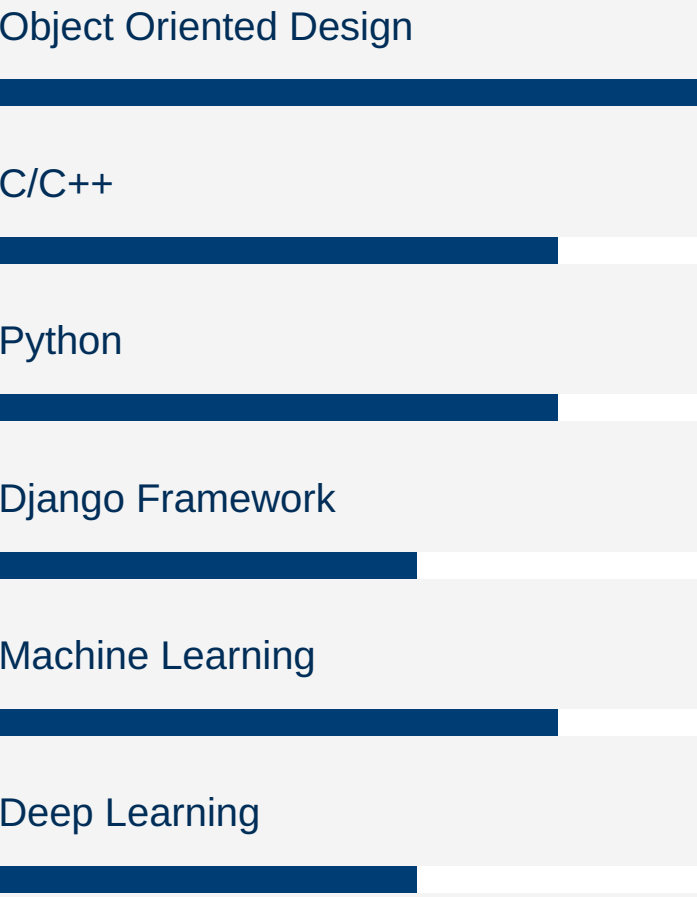 Object Oriented Design
C/C++
Python
Django Framework
Machine Learning
Deep Learning